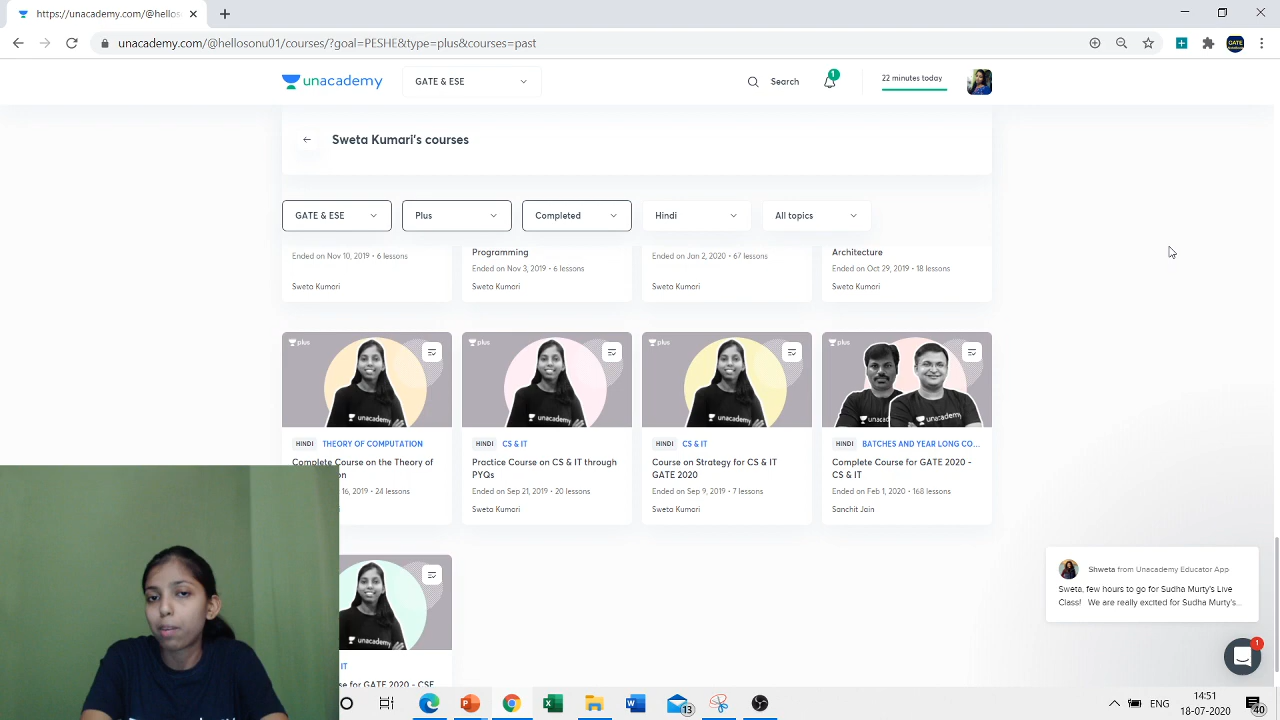 https://unacademy.com/@hellos
unacademy.com/@hellosonu01/courses/?goal=PESHE&type=plus&courses=past
GATE
unacademy
GATE & ESE
Search
1
22 minutes today
Sweta Kumari's courses
GATE & ESE
Plus
Completed
Hindi
All topics
Ended on Nov 10, 2019 • 6 lessons
Sweta Kumari
Programming
Ended on Nov 3, 2019 • 6 lessons
Sweta Kumari
Ended on Jan 2, 2020 • 67 lessons
Sweta Kumari
Architecture
Ended on Oct 29, 2019 • 18 lessons
Sweta Kumari
plus
unacademy
HINDI THEORY OF COMPUTATION
Complete Course on the Theory of
on
16, 2019 • 24 lessons
plus
unacademy
HINDI CS & IT
Practice Course on CS & IT through
PYQs
Ended on Sep 21, 2019 • 20 lessons
Sweta Kumari
plus
unacademy
HINDI CS & IT
Course on Strategy for CS & IT
GATE 2020
Ended on Sep 9, 2019 • 7 lessons
Sweta Kumari
plus
unacademy
HINDI BATCHES AND YEAR LONG CO...
Complete Course for GATE 2020 -
CS & IT
Ended on Feb 1, 2020 • 168 lessons
Sanchit Jain
unacademy
IT
for GATE 2020 - CSE
Shweta from Unacademy Educator App
Sweta, few hours to go for Sudha Murty's Live
Class! We are really excited for Sudha Murty's...
1
13
ENG
14:51
18-07-2020
40